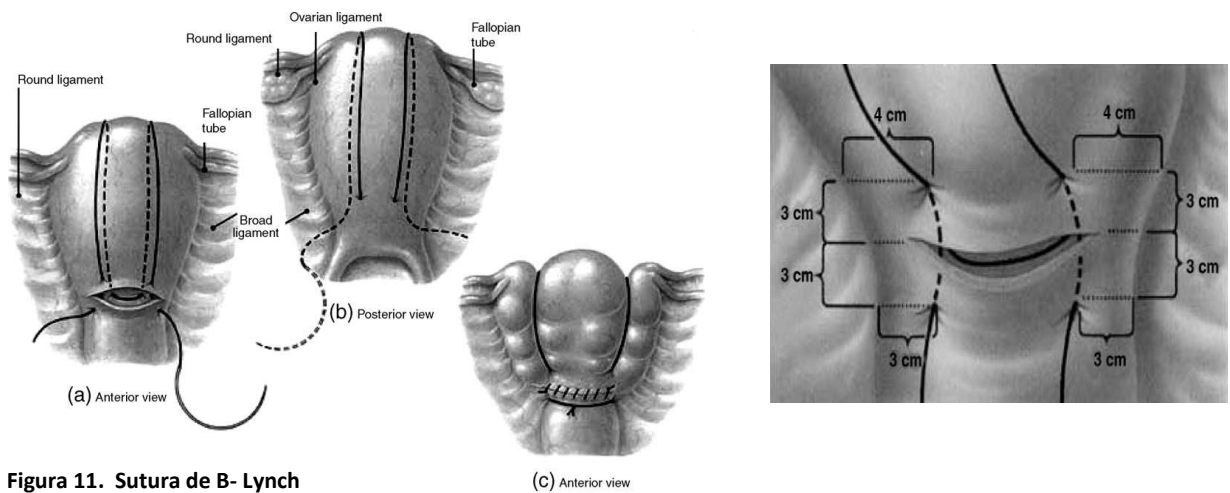 Round ligament
Fallopian
tube
(a) Anterior view
Round ligament
Ovarian ligament
Fallopian
tube
Broad
ligament
(b) Posterior view
(c) Anterior view
4 cm
4 cm
3 cm
3 cm
3 cm
3 cm
3 cm
3 cm
Figura 11. Sutura de B- Lynch